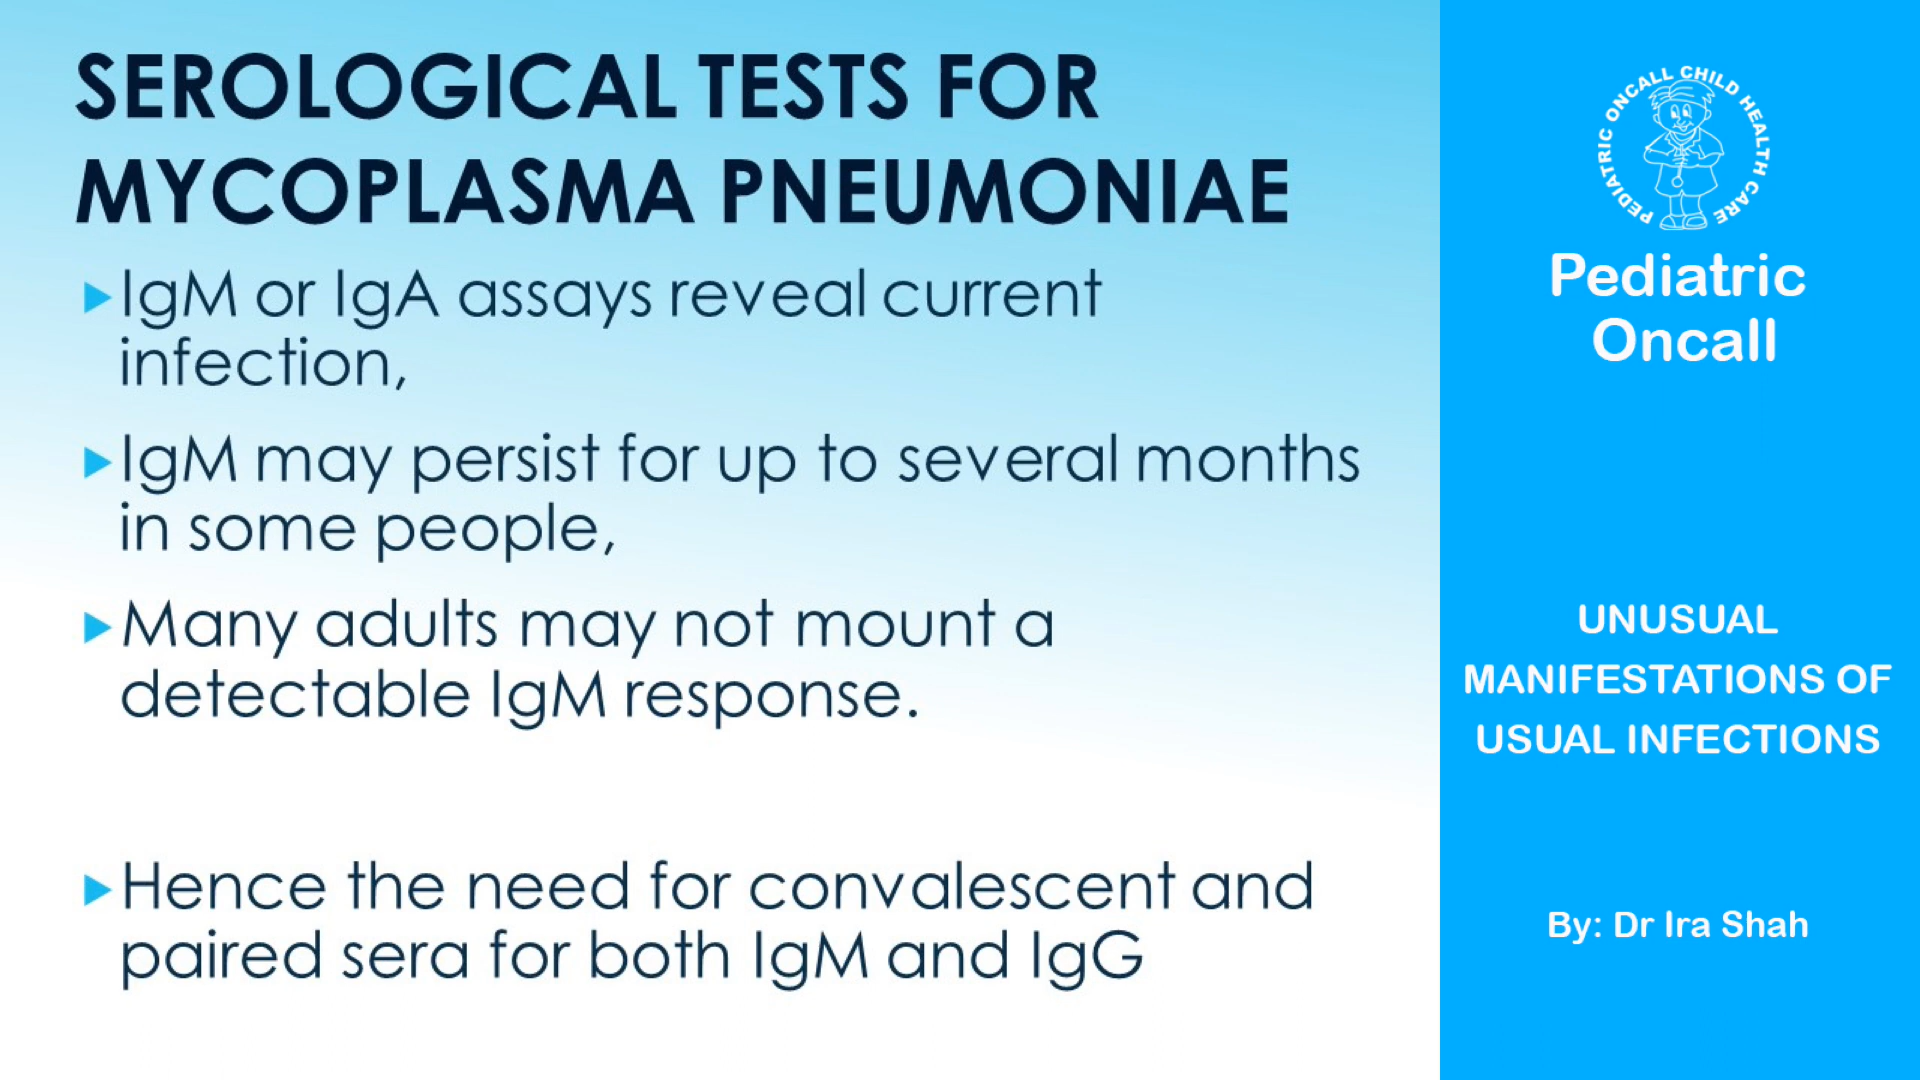 SEROLOGICAL TESTS FOR
MYCOPLASMA PNEUMONIAE
IgM or IgA assays reveal current
infection,
IgM may persist for up to several months
in some people,
Many adults may not mount a
detectable IgM response.
Hence the need for convalescent and
paired sera for both IgM and IgG
PEDIATRIC ONCALL CHILD HEALTH CARE
Pediatric
Oncall
UNUSUAL
MANIFESTATIONS OF
USUAL INFECTIONS
By: Dr Ira Shah